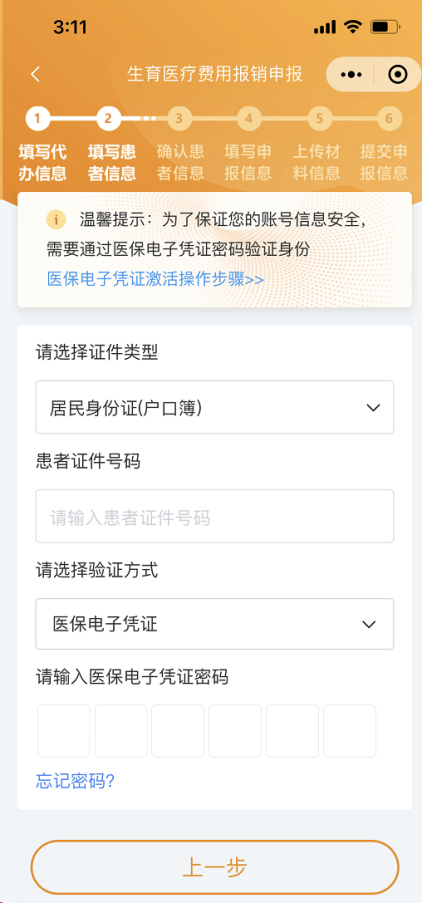 3:11
生育医疗费用报销申报
1 2 3 4 5 6
填写代 填写患 确认患 填写申 上传材 提交申
办信息 者信息 者信息 报信息 料信息 报信息
温馨提示：为了保证您的账号信息安全，
需要通过医保电子凭证密码验证身份
医保电子凭证激活操作步骤>>
请选择证件类型
居民身份证(户口簿)
患者证件号码
请输入患者证件号码
请选择验证方式
医保电子凭证
请输入医保电子凭证密码
忘记密码?
上一步